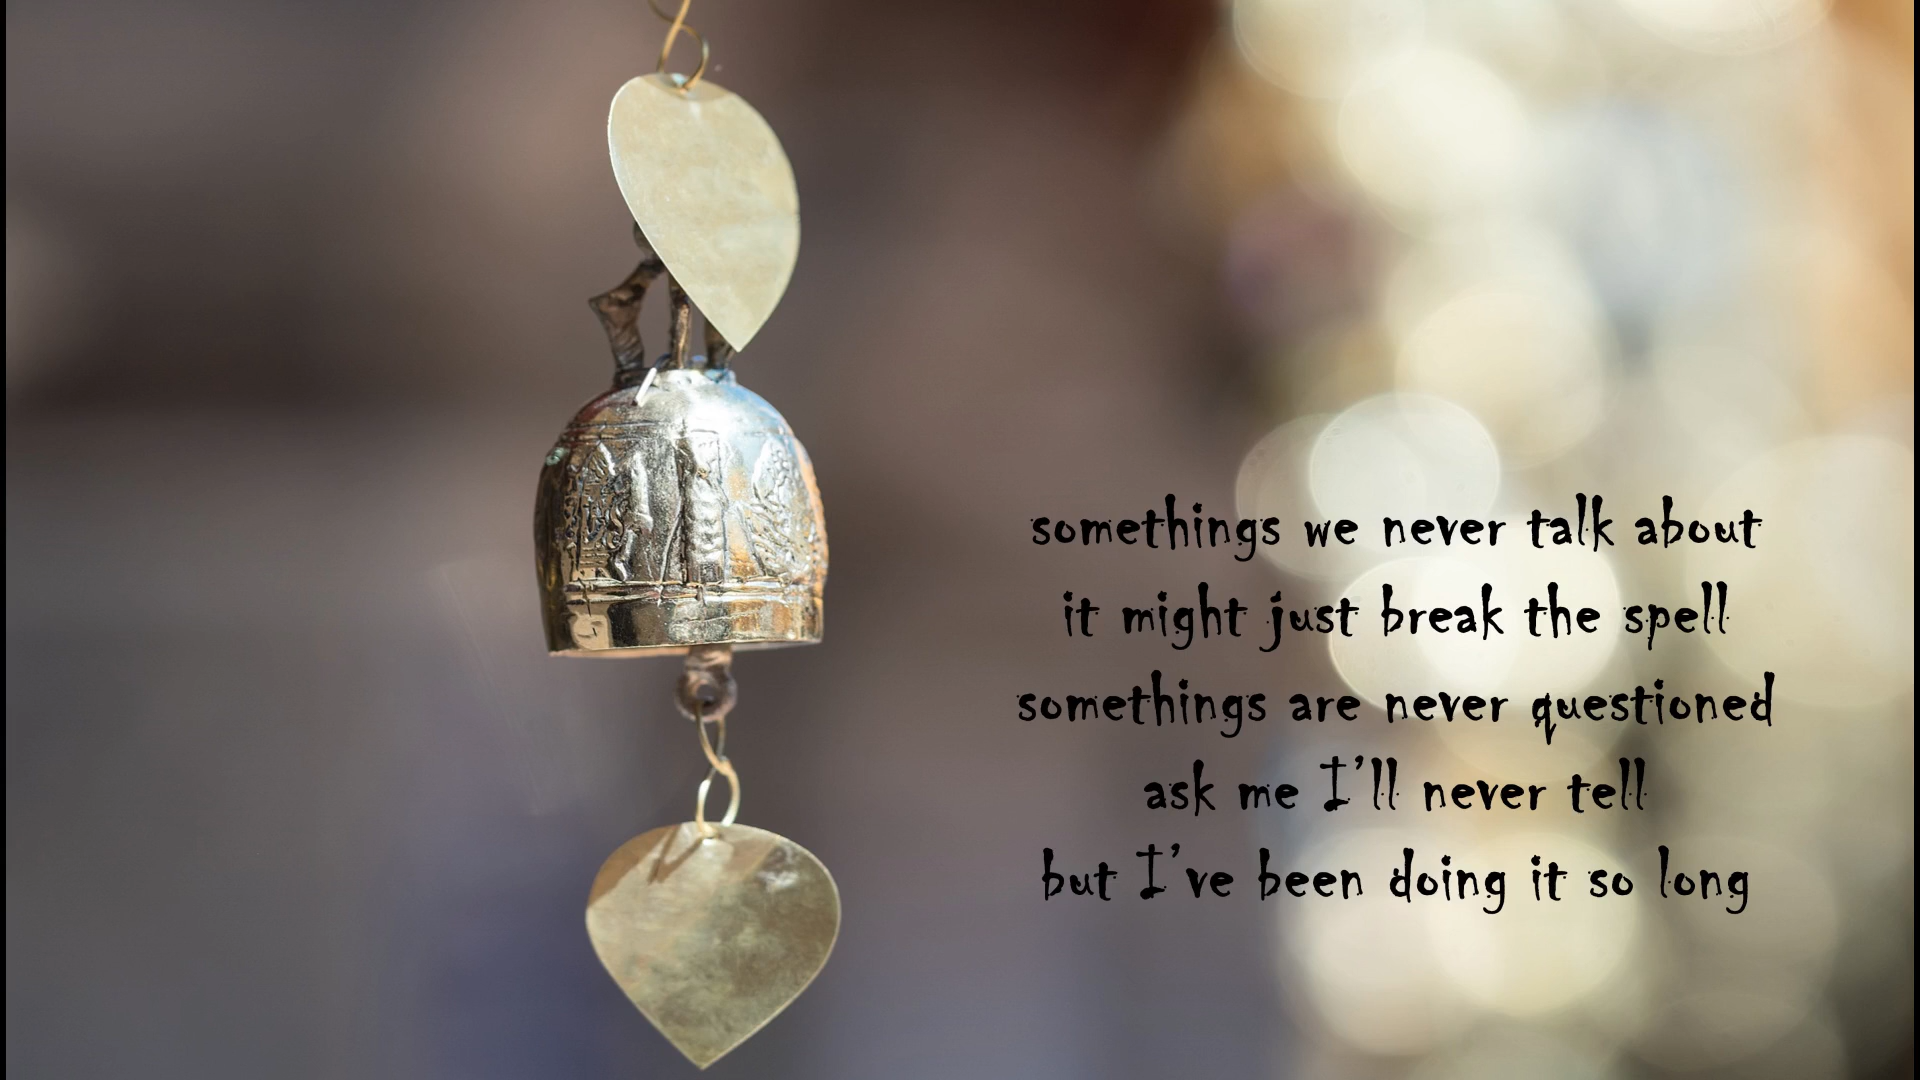 somethings we never talk about
it might just break the spell
somethings are never questioned
ask me I'll never tell
but I've been doing it so long